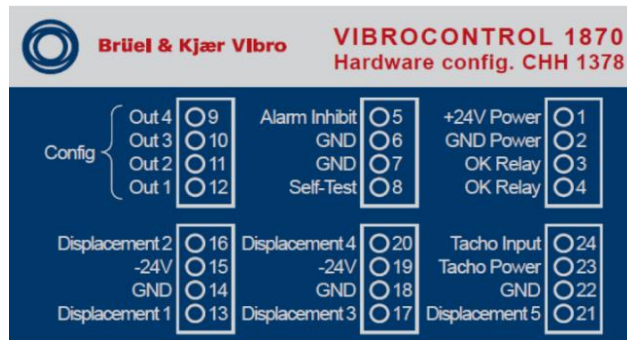 Brüel & Kjær Vibro
VIBROCONTROL 1870
Hardware config. CHH 1378
Config
Out 4 9
Out 3 10
Out 2 11
Out 1 12
Alarm Inhibit 5
GND 6
GND 7
Self-Test 8
+24V Power 1
GND Power 2
OK Relay 3
OK Relay 4
Displacement 2 16
-24V 15
GND 14
Displacement 1 13
Displacement 4 20
-24V 19
GND 18
Displacement 3 17
Tacho Input 24
Tacho Power 23
GND 22
Displacement 5 21